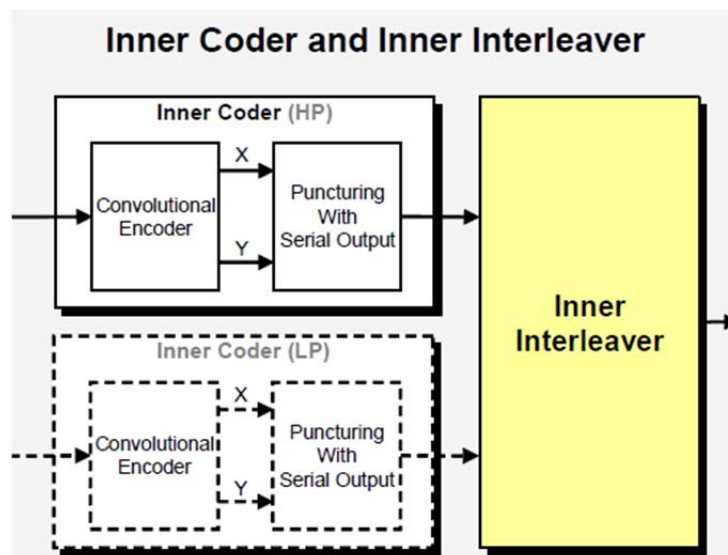 Inner Coder and Inner Interleaver
Inner Coder (HP)
X
Convolutional
Encoder
Y
Puncturing
With
Serial Output
Inner
Interleaver
Inner Coder (LP)
X
Convolutional
Encoder
Y
Puncturing
With
Serial Output